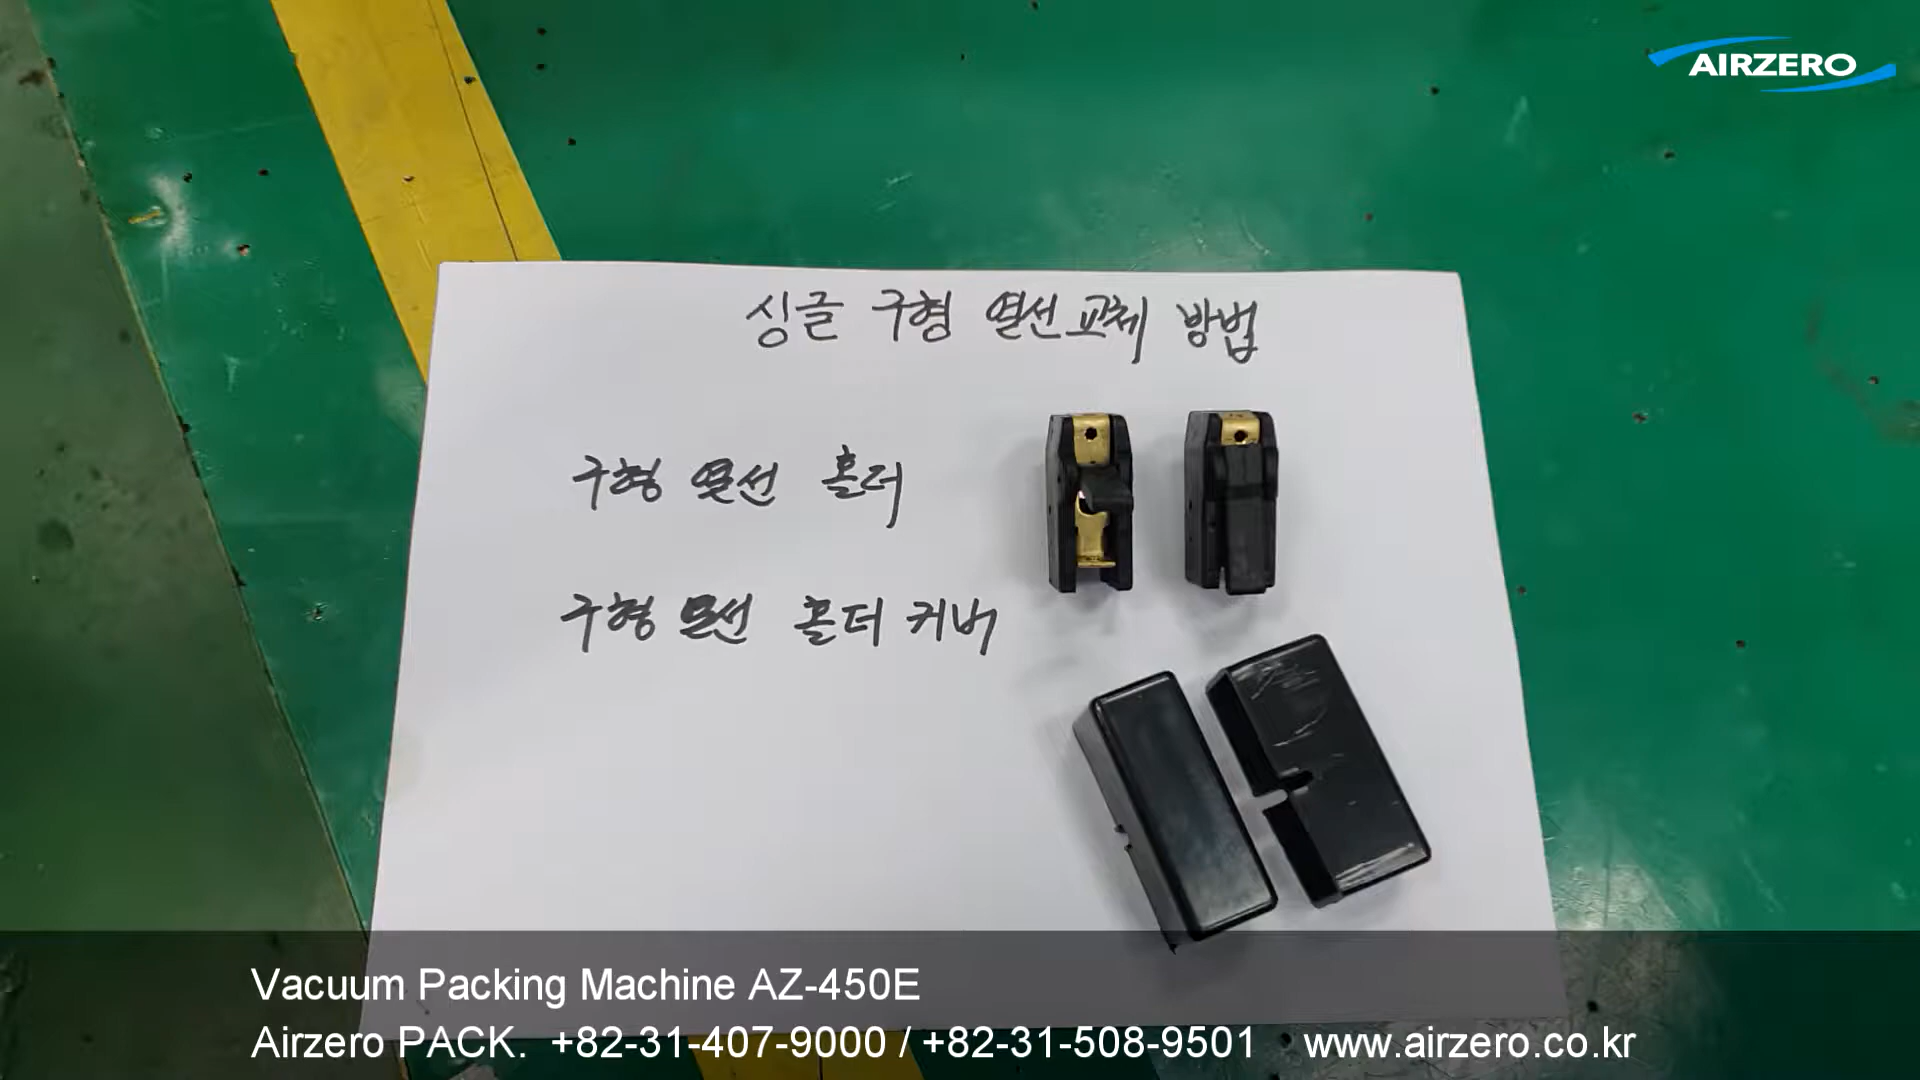 AIRZERO
싱글 구형 열선교체 방법
구형 열선 홀더
구형 열선 홀더 커버
Vacuum Packing Machine AZ-450E
Airzero PACK. +82-31-407-9000 / +82-31-508-9501 www.airzero.co.kr